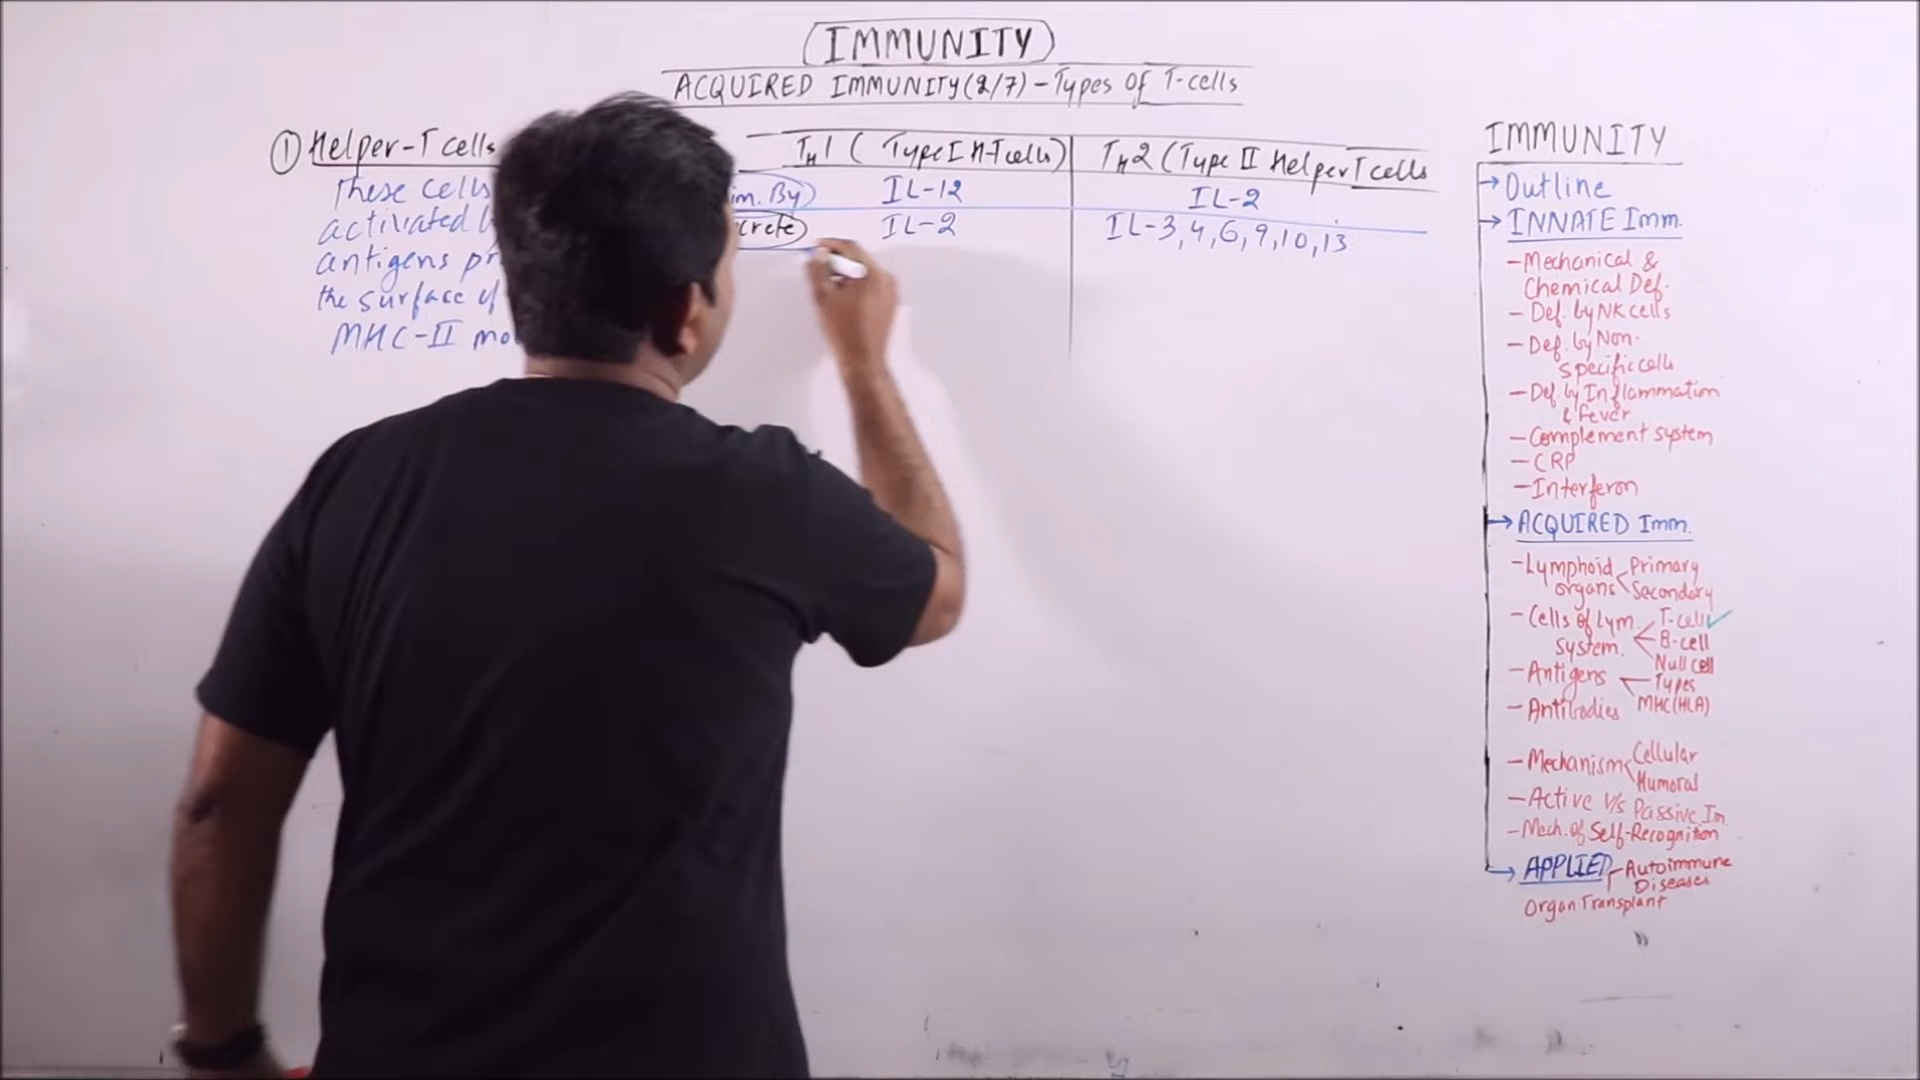 IMMUNITY
ACQUIRED IMMUNITY(2/7)-Types Of T-cells
① Helper-T cells
These cells
activated
antigens
the surface of
MHC-II
TH1 (Type I H-T cells)
TH2 (Type II Helper T cells
By
IL-12
IL-2
IL-2
IL-3,4,6,9,10,13
IMMUNITY
→Outline
→INNATE Imm.
-Mechanical &
Chemical Def.
- Def. by NK cells
-Def. by Non-
specific cells
-Def. by Inflammation
& fever
-Complement system
-CRP
-Interferon
→ACQUIRED Imm.
-Lymphoid Primary
organs Secondary
-Cells of Lym. T-cell✓
system. B-cell
Null cell
-Antigens Types
MHC(HLA)
-Antibodies
-Mechanism Cellular
Humoral
-Active V/s Passive Im.
-Mech. of Self-Recognition
→APPLIED Autoimmune
Diseases
Organ Transplant